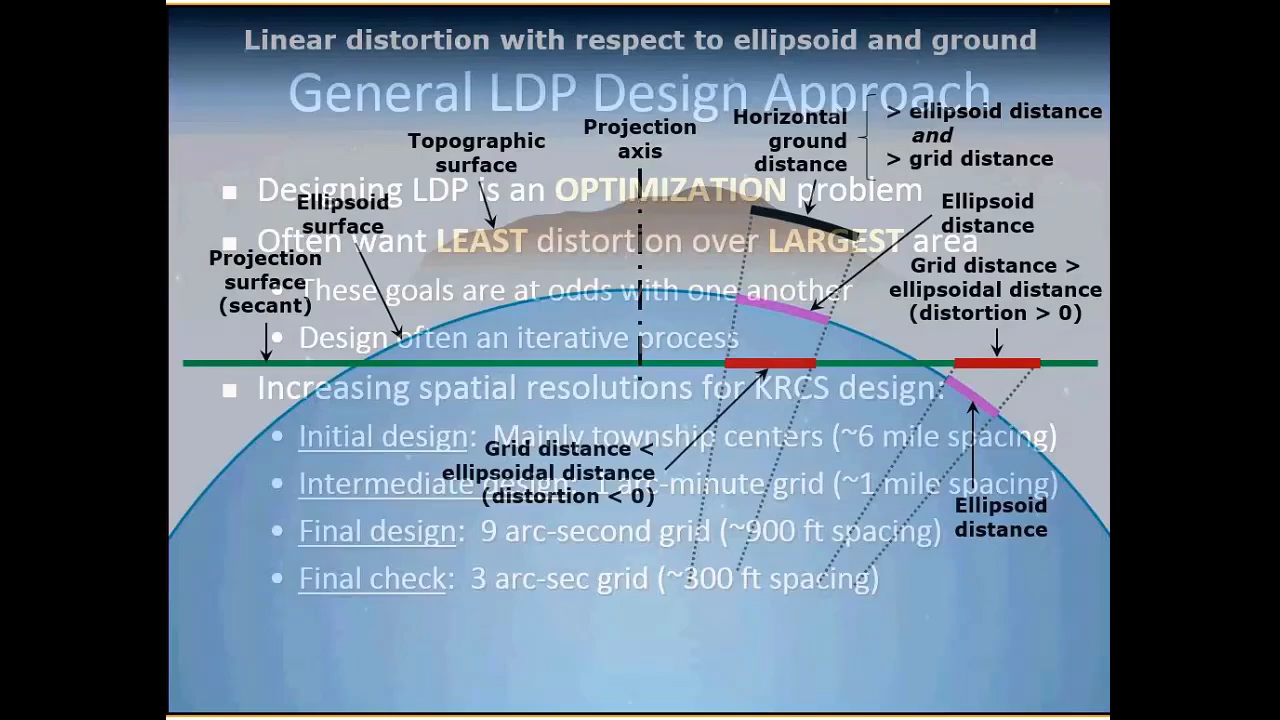 Linear distortion with respect to ellipsoid and ground
General LDP Design Approach
Projection
axis
Topographic
surface
Horizontal
ground
distance
> ellipsoid distance
and
> grid distance
■ Designing LDP is an OPTIMIZATION problem
Ellipsoid
surface
Ellipsoid
distance
■ Often want LEAST distortion over LARGEST area
Projection
surface
(secant)
Grid distance >
ellipsoidal distance
(distortion > 0)
• These goals are at odds with one another
• Design often an iterative process
■ Increasing spatial resolutions for KRCS design:
• Initial design: Mainly township centers (~6 mile spacing)
Grid distance <
ellipsoidal distance
(distortion < 0)
• Intermediate design: 1 arc-minute grid (~1 mile spacing)
Ellipsoid
distance
• Final design: 9 arc-second grid (~900 ft spacing)
• Final check: 3 arc-sec grid (~300 ft spacing)